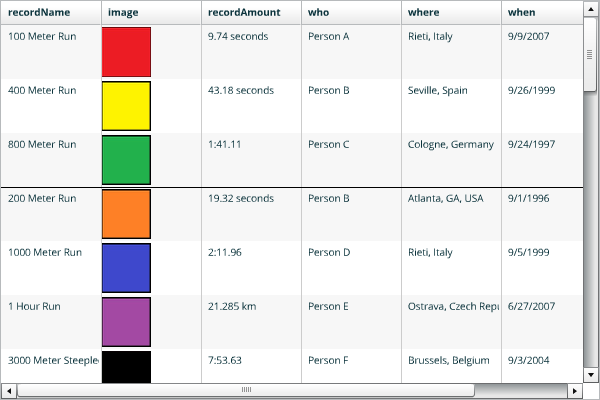 recordName image recordAmount who where when
100 Meter Run 9.74 seconds Person A Rieti, Italy 9/9/2007
400 Meter Run 43.18 seconds Person B Seville, Spain 9/26/1999
800 Meter Run 1:41.11 Person C Cologne, Germany 9/24/1997
200 Meter Run 19.32 seconds Person B Atlanta, GA, USA 9/1/1996
1000 Meter Run 2:11.96 Person D Rieti, Italy 9/5/1999
1 Hour Run 21.285 km Person E Ostrava, Czech Repu 6/27/2007
3000 Meter Steeple 7:53.63 Person F Brussels, Belgium 9/3/2004